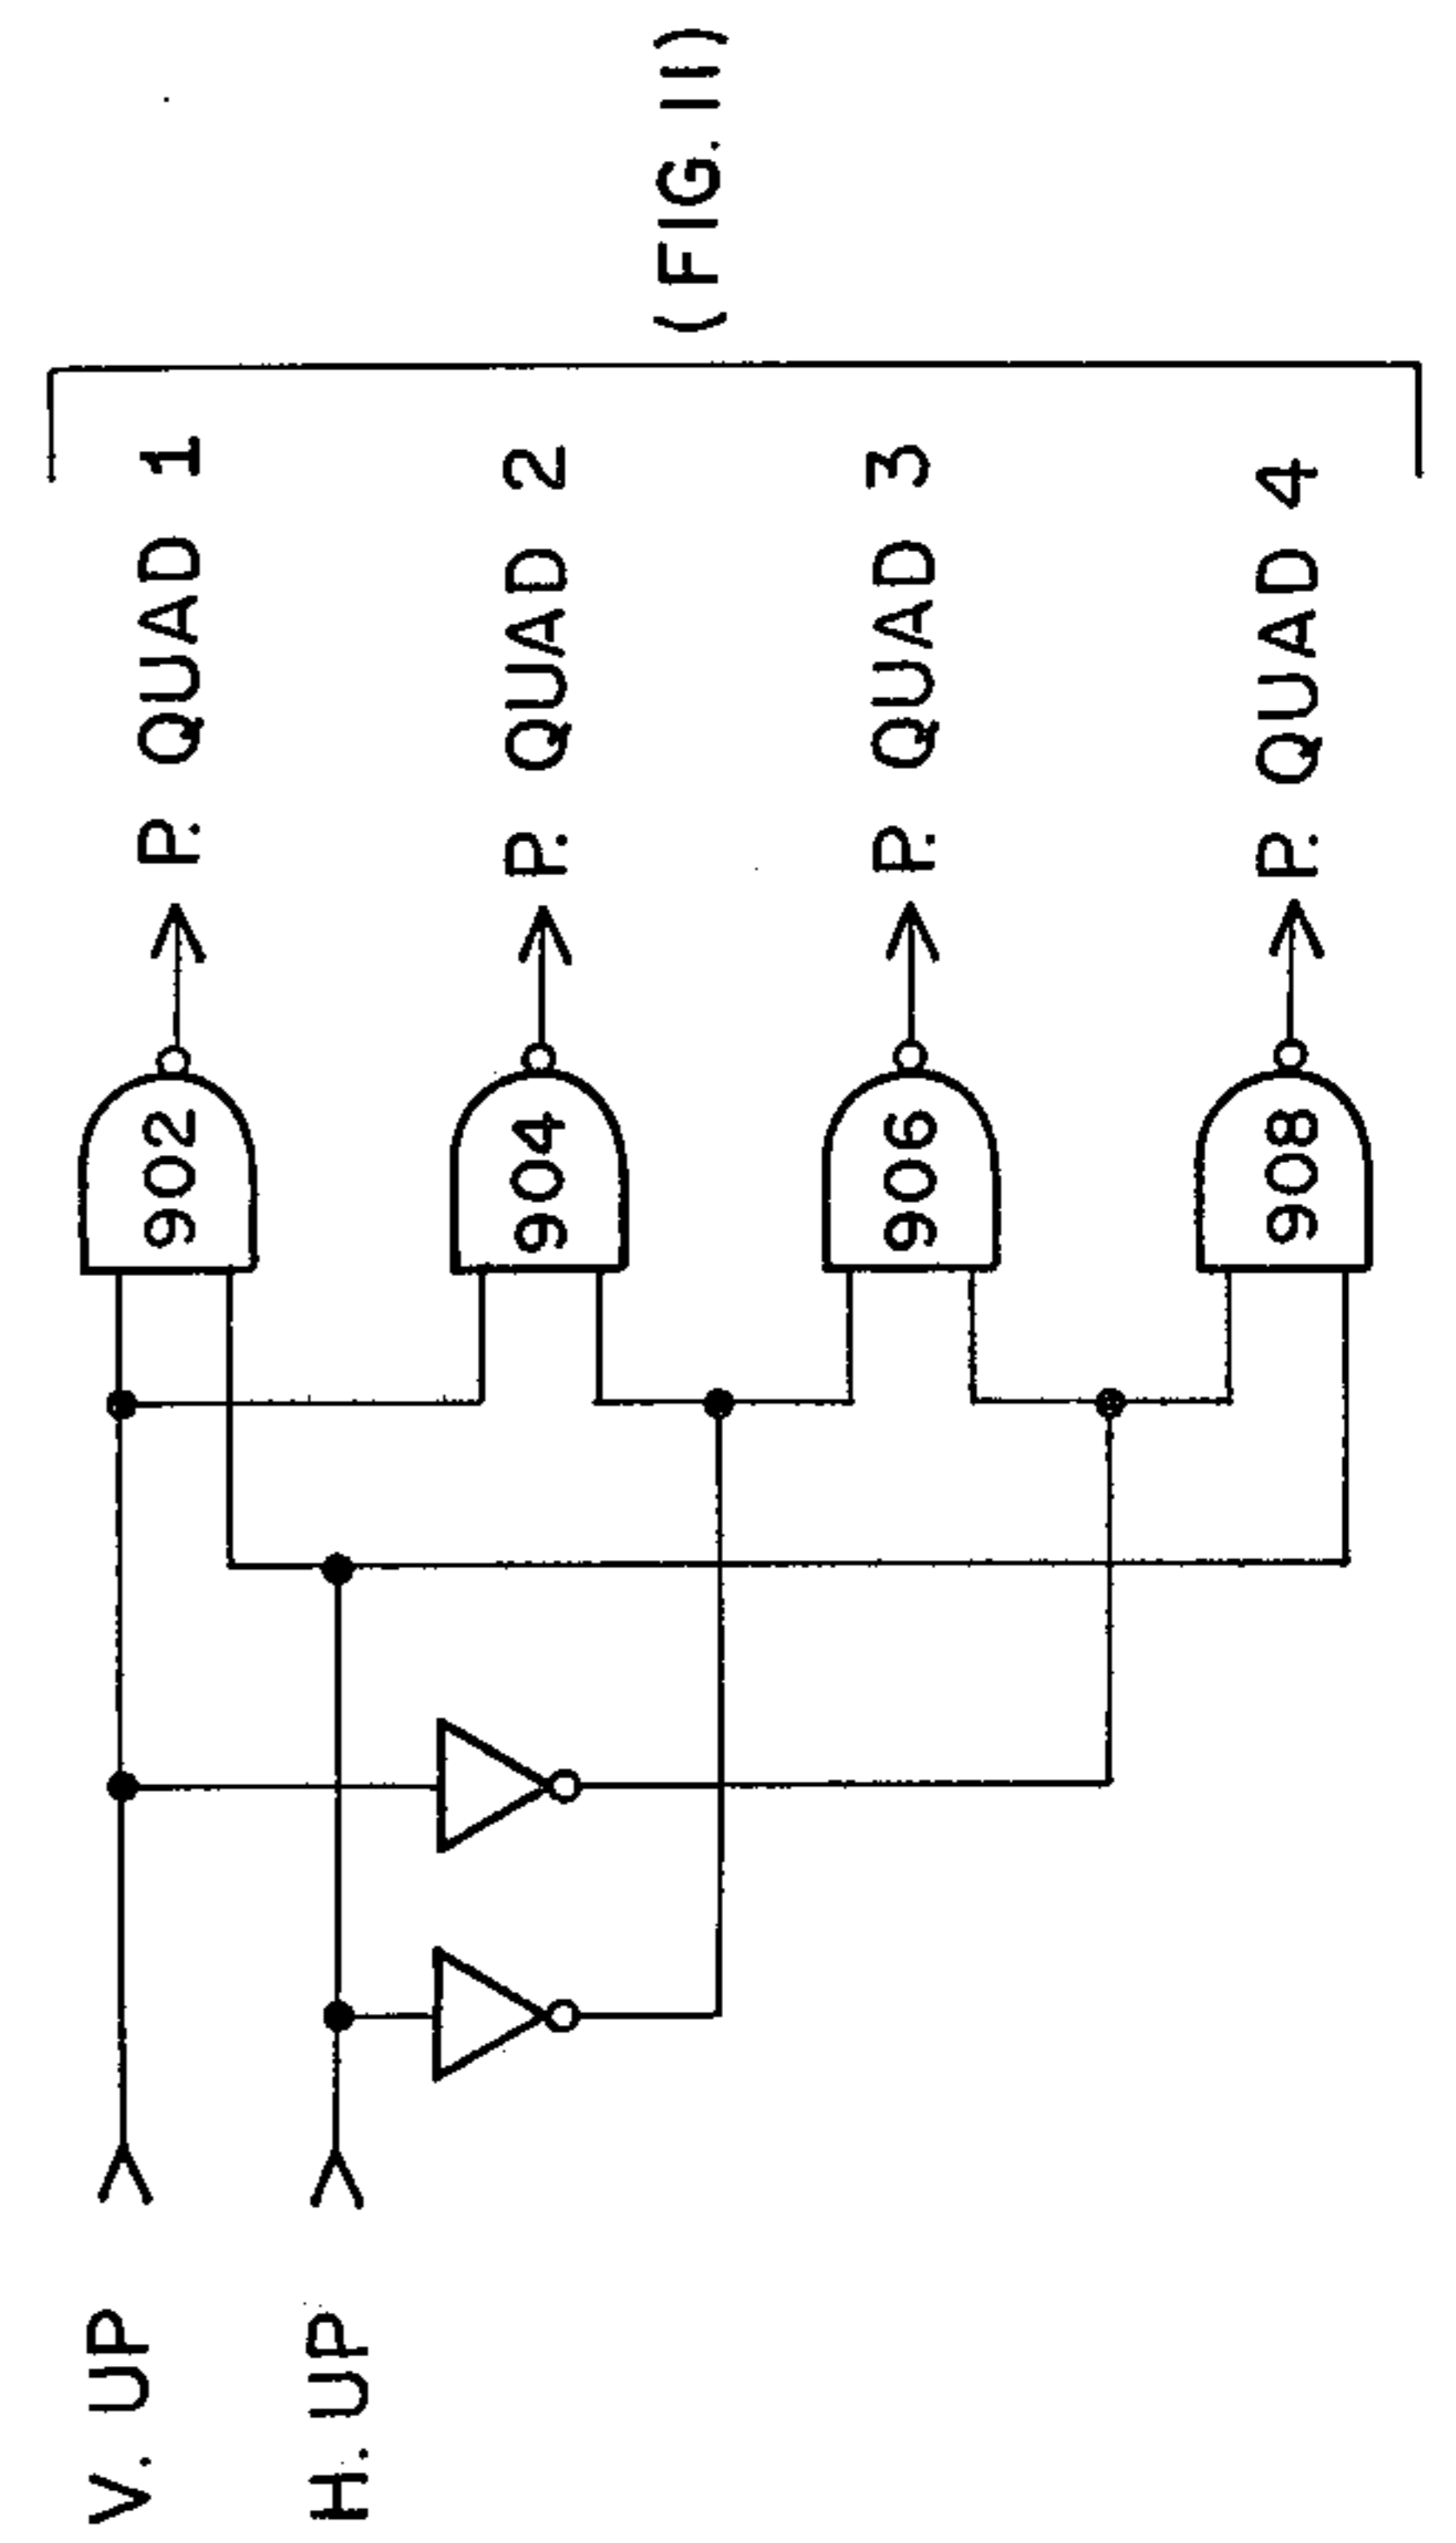 V. UP
H. UP
902
904
906
908
P. QUAD 1
P. QUAD 2
P. QUAD 3
P. QUAD 4
(FIG. 11)